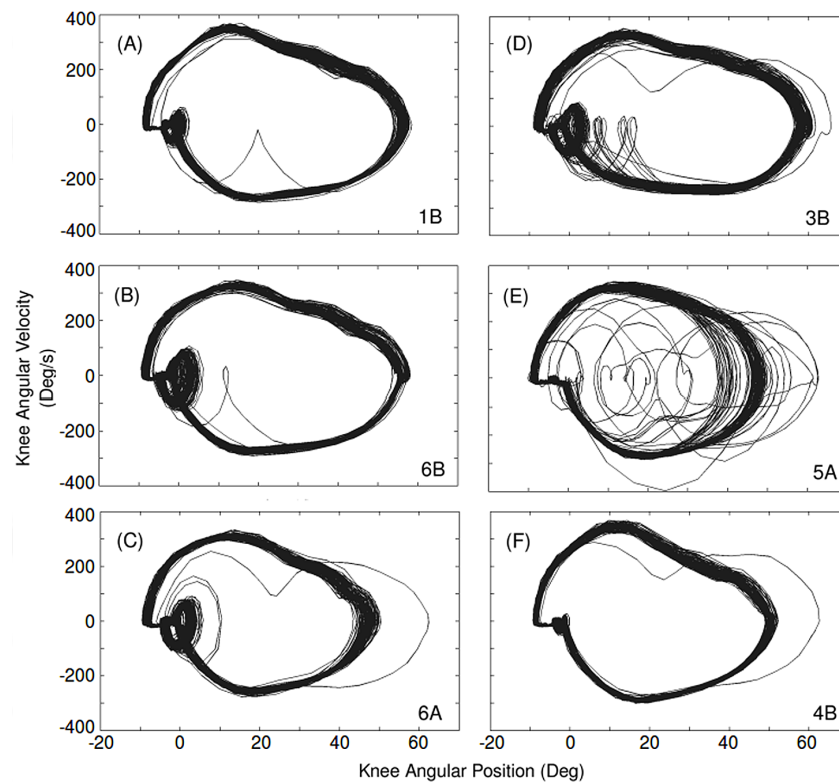 400
200
0
-200
-400
(A)
1B
(D)
3B
400
200
0
-200
-400
(B)
6B
(E)
5A
400
200
0
-200
-400
(C)
6A
(F)
4B
-20 0 20 40 60
-20 0 20 40 60
Knee Angular Velocity
(Deg/s)
Knee Angular Position (Deg)